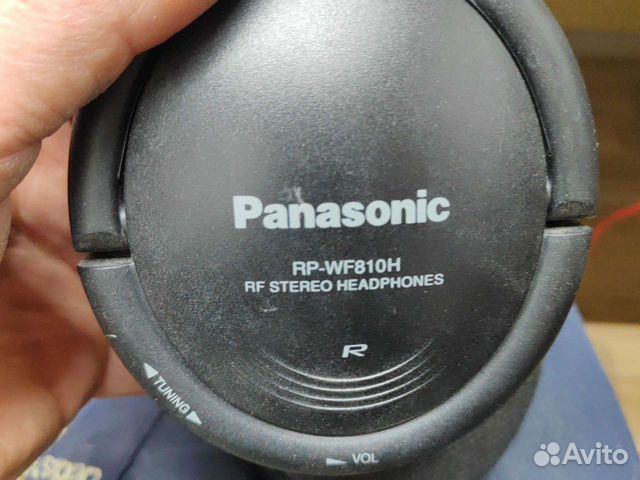 Panasonic
RP-WF810H
RF STEREO HEADPHONES
R
◄TUNING►
► VOL
Avito